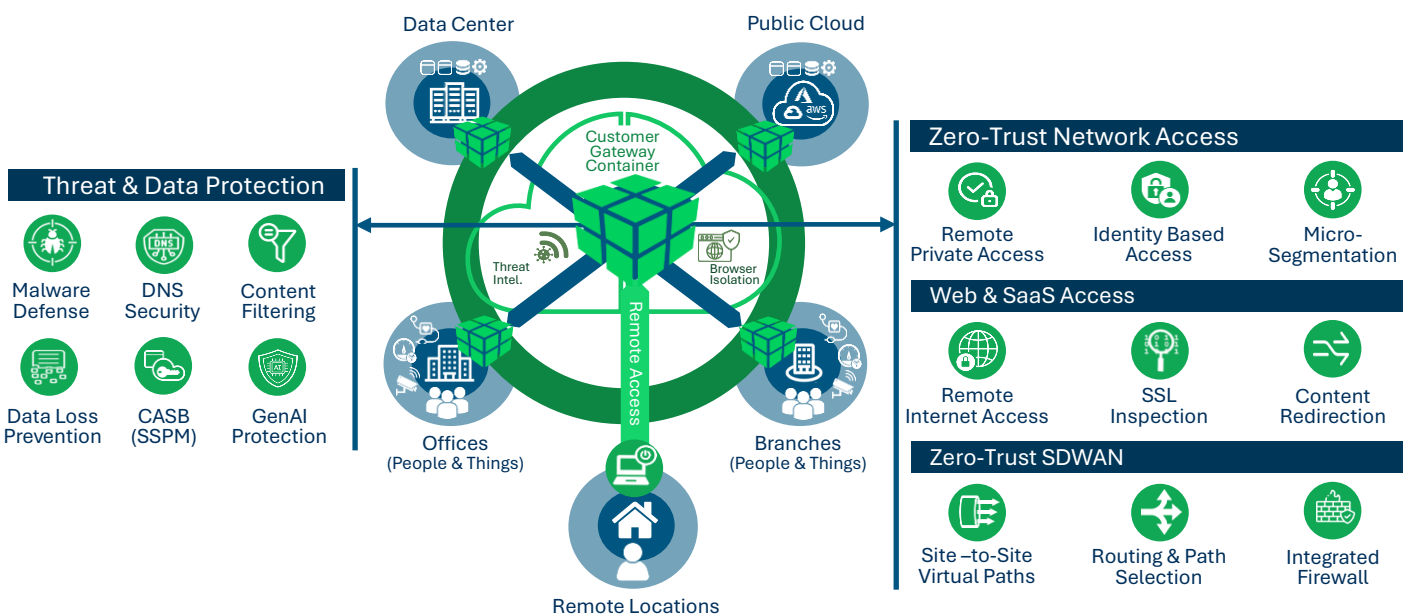 Data Center
Public Cloud
aws
Customer
Gateway
Container
Threat
Intel.
Browser
Isolation
Remote Access
Offices
(People & Things)
Branches
(People & Things)
Remote Locations
Threat & Data Protection
Malware
Defense
DNS
DNS
Security
Content
Filtering
Data Loss
Prevention
CASB
(SSPM)
AI
GenAI
Protection
Zero-Trust Network Access
Remote
Private Access
Identity Based
Access
Micro-
Segmentation
Web & SaaS Access
Remote
Internet Access
SSL
Inspection
Content
Redirection
Zero-Trust SDWAN
Site –to-Site
Virtual Paths
Routing & Path
Selection
Integrated
Firewall